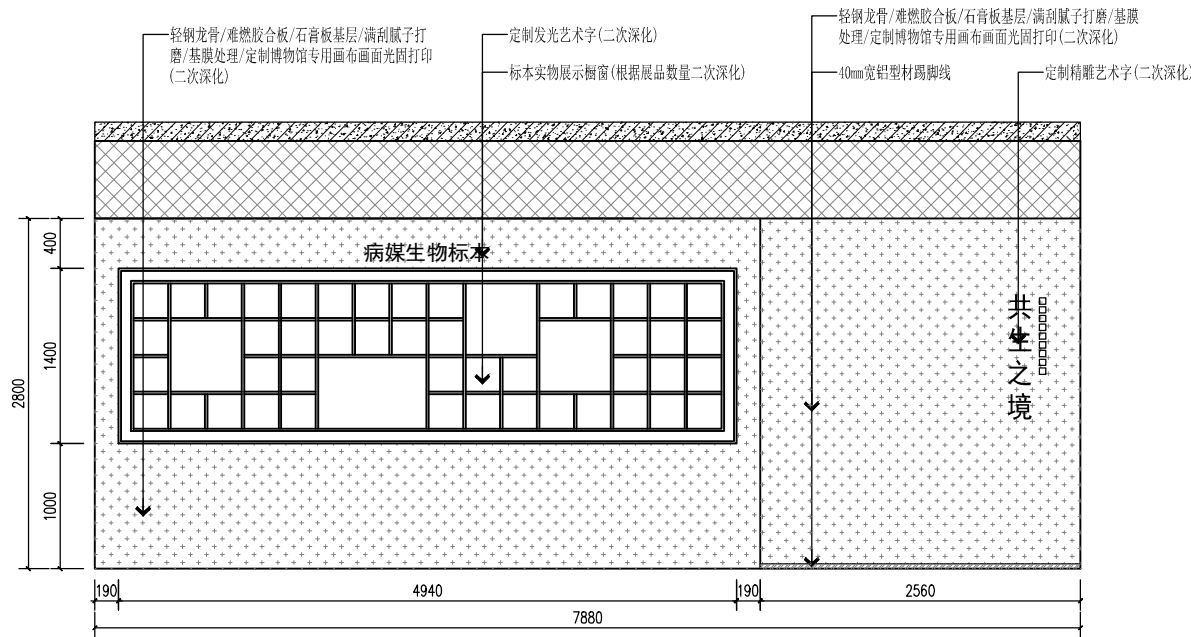 轻钢龙骨/难燃胶合板/石膏板基层/满刮腻子打
磨/基膜处理/定制博物馆专用画布画面光固打印
(二次深化)
定制发光艺术字(二次深化)
标本实物展示橱窗(根据展品数量二次深化)
轻钢龙骨/难燃胶合板/石膏板基层/满刮腻子打磨/基膜
处理/定制博物馆专用画布画面光固打印(二次深化)
40mm宽铝型材踢脚线
定制精雕艺术字(二次深化)
病媒生物标本
共生之境
400
1400
1000
2800
190
4940
190
2560
7880